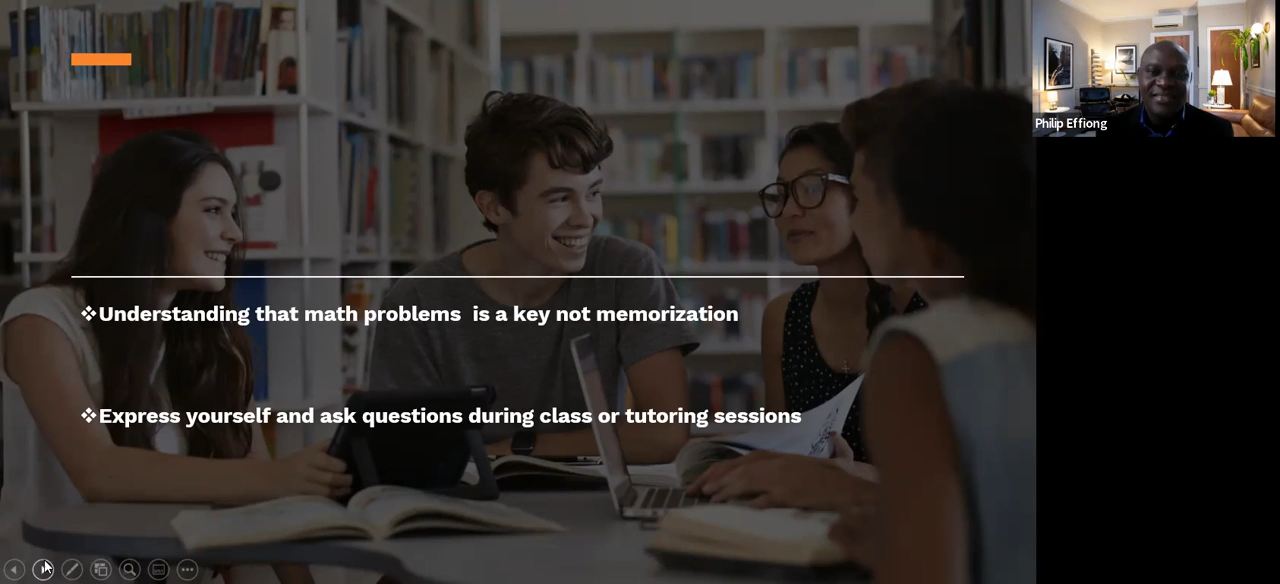 Philip Effiong
❖Understanding that math problems  is a key not memorization
❖Express yourself and ask questions during class or tutoring sessions